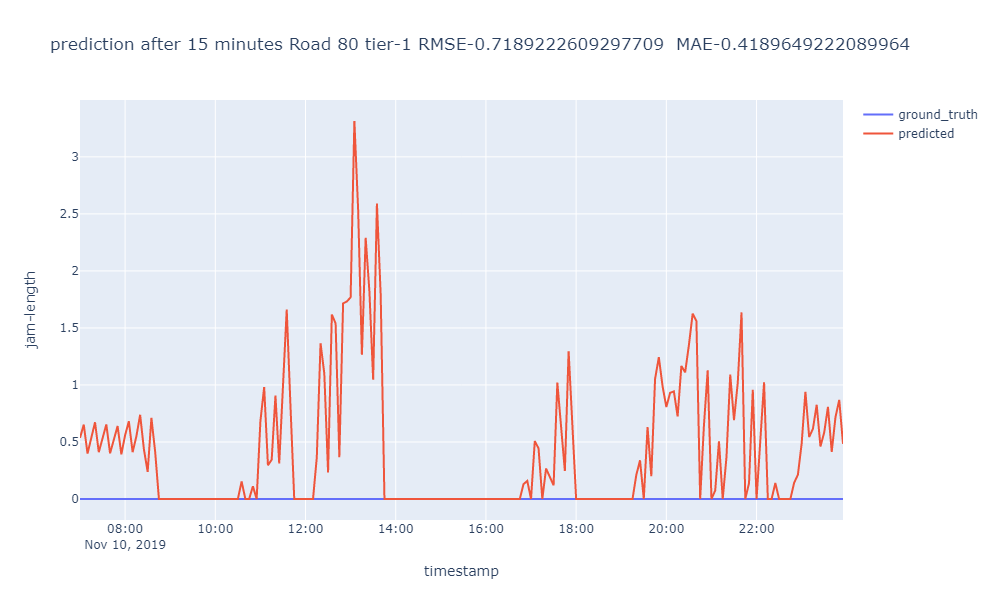 prediction after 15 minutes Road 80 tier-1 RMSE-0.7189222609297709  MAE-0.4189649222089964
ground_truth
predicted
3
2.5
2
1.5
1
0.5
0
jam-length
08:00 10:00 12:00 14:00 16:00 18:00 20:00 22:00
Nov 10, 2019
timestamp